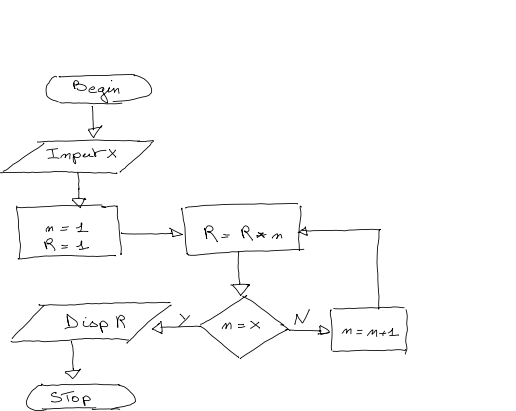 Begin
Input X
n = 1
R = 1
R = R * n
n = X
Y
N
n = n+1
Disp R
STop